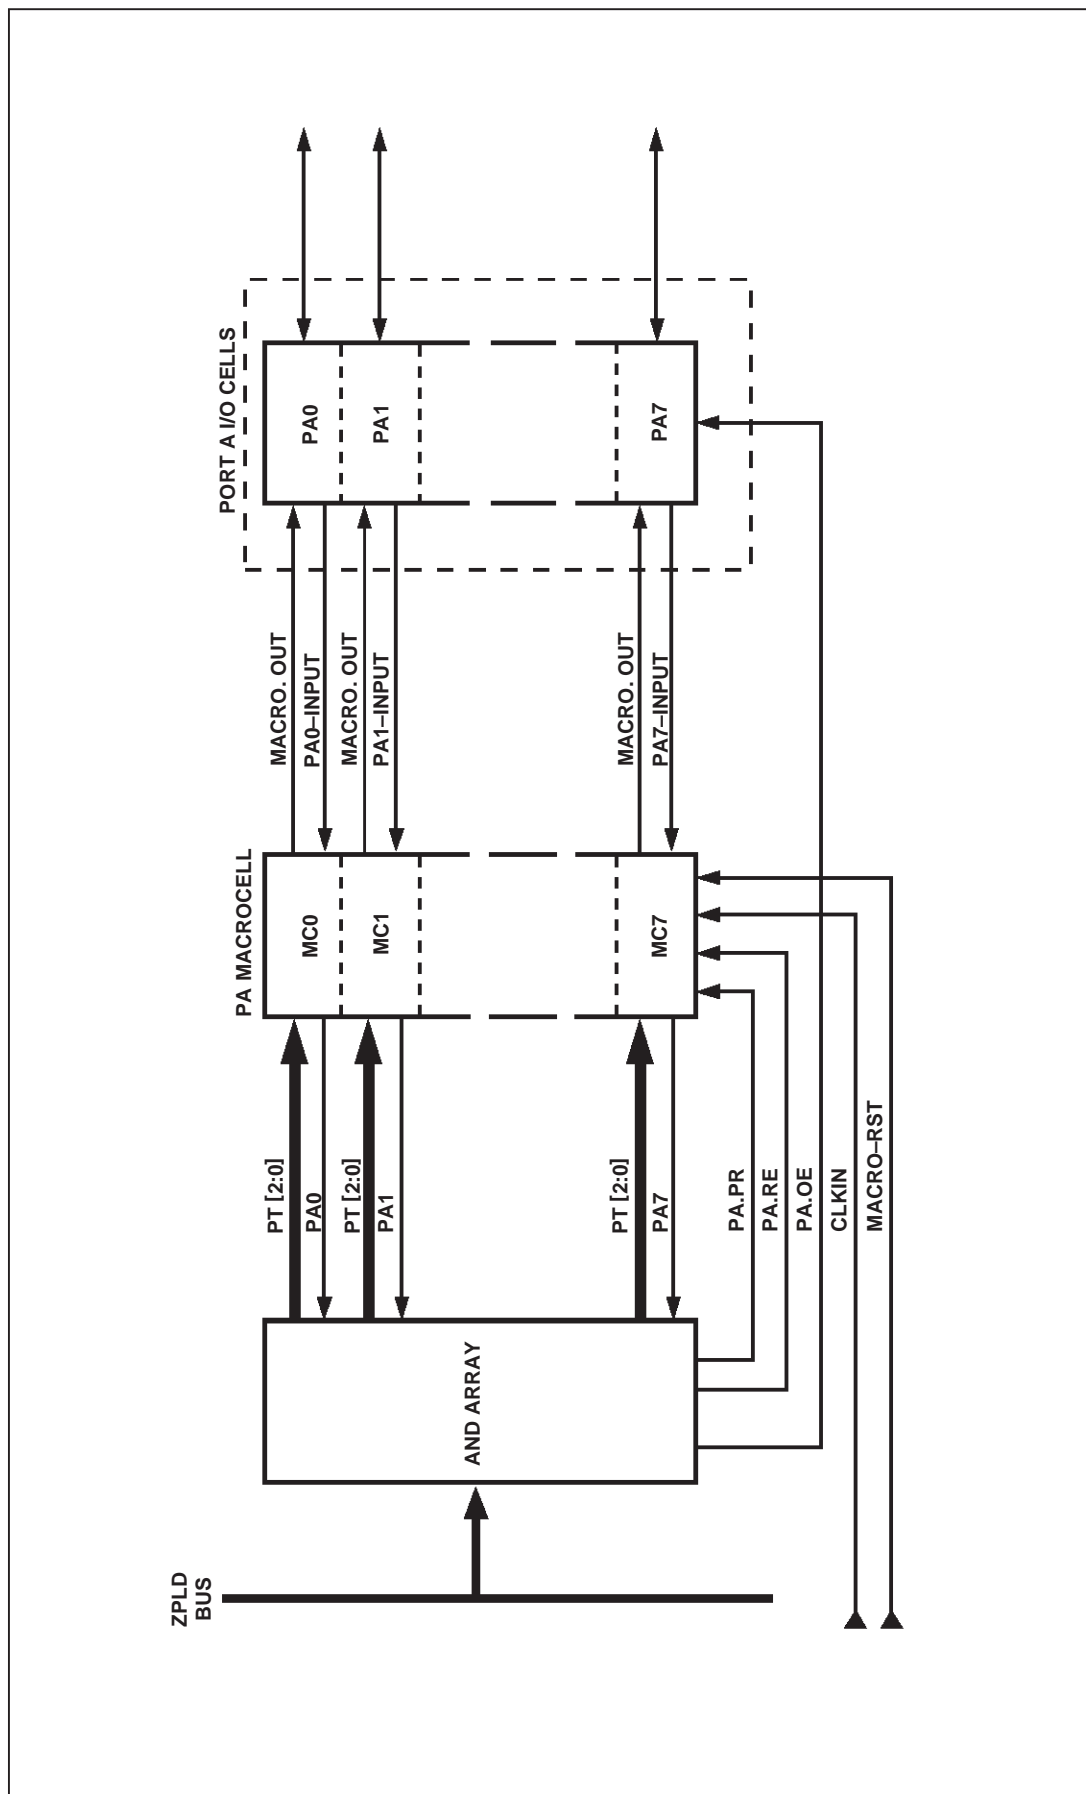 PORT A I/O CELLS
PA0
PA1
PA7
MACRO. OUT
PA0–INPUT
MACRO. OUT
PA1–INPUT
MACRO. OUT
PA7–INPUT
PA MACROCELL
MC0
MC1
MC7
PT [2:0]
PA0
PT [2:0]
PA1
PT [2:0]
PA7
PA.PR
PA.RE
PA.OE
CLKIN
MACRO–RST
AND ARRAY
ZPLD
BUS